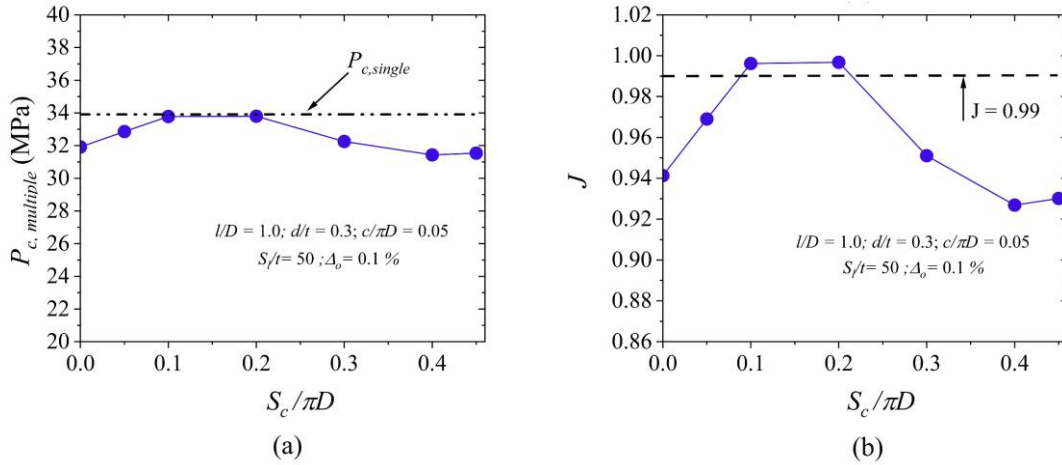 40
38
36
34
32
30
28
26
24
22
20
P_{c, multiple} (MPa)
P_{c,single}
l/D = 1.0; d/t = 0.3; c/πD = 0.05
S_l/t= 50 ;Δ_o= 0.1 %
0.0 0.1 0.2 0.3 0.4
S_c/πD
(a)
1.02
1.00
0.98
0.96
0.94
0.92
0.90
0.88
0.86
J
J = 0.99
l/D = 1.0; d/t = 0.3; c/πD = 0.05
S_l/t= 50 ;Δ_o= 0.1 %
0.0 0.1 0.2 0.3 0.4
S_c/πD
(b)